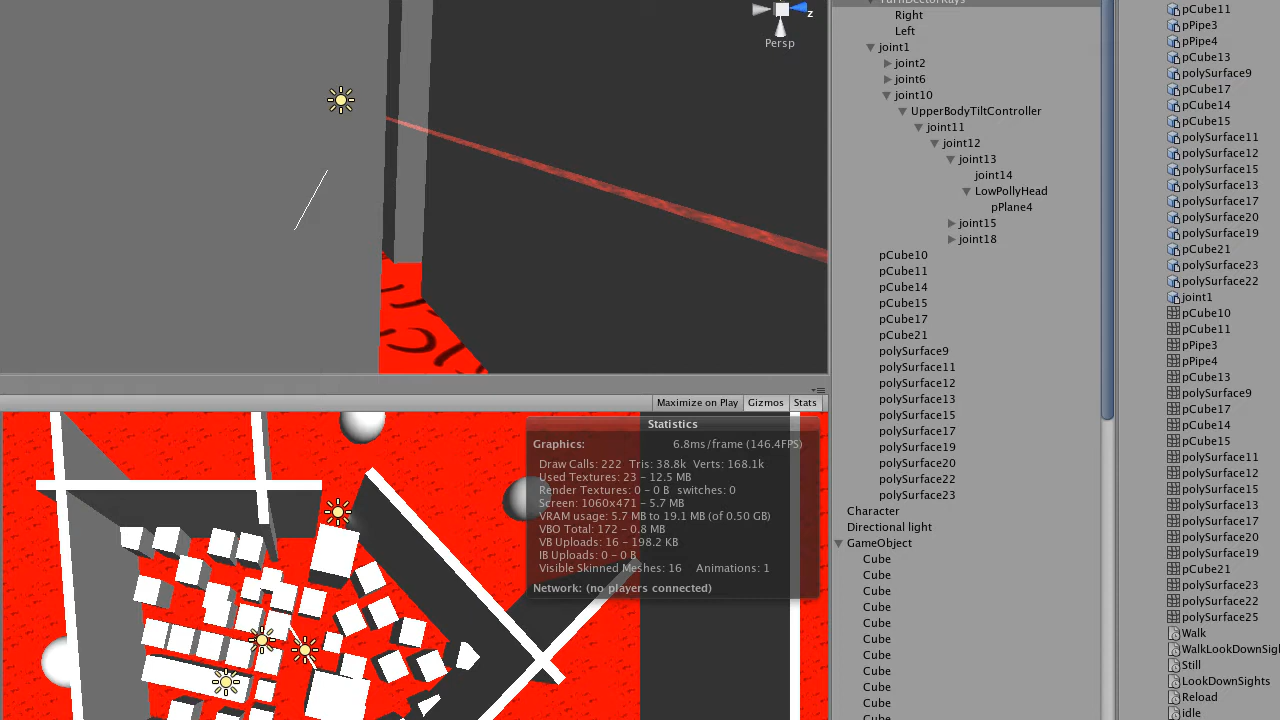 z
Persp
Maximize on Play Gizmos Stats
Statistics
Graphics: 6.8ms/frame (146.4FPS)
Draw Calls: 222 Tris: 38.8k Verts: 168.1k
Used Textures: 23 – 12.5 MB
Render Textures: 0 – 0 B switches: 0
Screen: 1060x471 – 5.7 MB
VRAM usage: 5.7 MB to 19.1 MB (of 0.50 GB)
VBO Total: 172 – 0.8 MB
VB Uploads: 16 – 198.2 KB
IB Uploads: 0 – 0 B
Visible Skinned Meshes: 16 Animations: 1
Network: (no players connected)
TurnDectorRays
Right
Left
joint1
joint2
joint6
joint10
UpperBodyTiltController
joint11
joint12
joint13
joint14
LowPollyHead
pPlane4
joint15
joint18
pCube10
pCube11
pCube14
pCube15
pCube17
pCube21
polySurface9
polySurface11
polySurface12
polySurface13
polySurface15
polySurface17
polySurface19
polySurface20
polySurface22
polySurface23
Character
Directional light
GameObject
Cube
Cube
Cube
Cube
Cube
Cube
Cube
Cube
Cube
Cube
Cube
pCube11
pPipe3
pPipe4
pCube13
polySurface9
pCube17
pCube14
pCube15
polySurface11
polySurface12
polySurface15
polySurface13
polySurface17
polySurface20
polySurface19
pCube21
polySurface23
polySurface22
joint1
pCube10
pCube11
pPipe3
pPipe4
pCube13
polySurface9
pCube17
pCube14
pCube15
polySurface11
polySurface12
polySurface15
polySurface13
polySurface17
polySurface20
polySurface19
pCube21
polySurface23
polySurface22
polySurface25
Walk
WalkLookDownSigh
Still
LookDownSights
Reload
idle